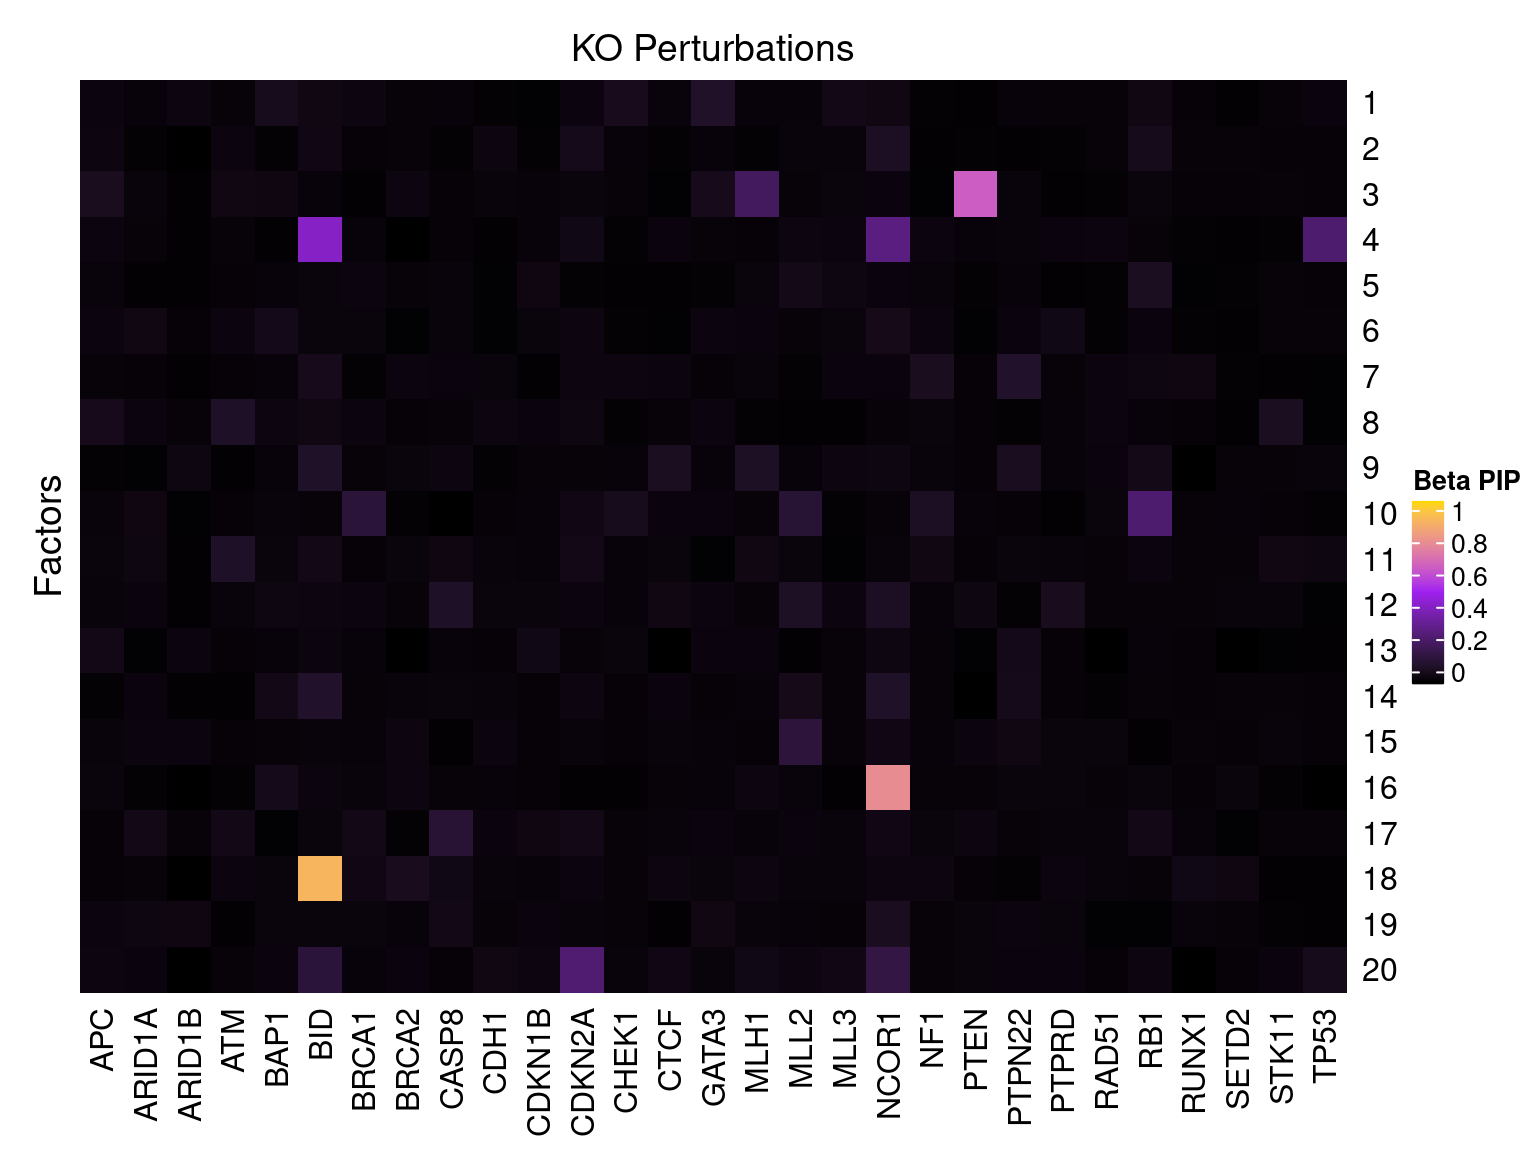 KO Perturbations
Factors
1
2
3
4
5
6
7
8
9
10
11
12
13
14
15
16
17
18
19
20
Beta PIP
1
0.8
0.6
0.4
0.2
0
APC
ARID1A
ARID1B
ATM
BAP1
BID
BRCA1
BRCA2
CASP8
CDH1
CDKN1B
CDKN2A
CHEK1
CTCF
GATA3
MLH1
MLL2
MLL3
NCOR1
NF1
PTEN
PTPN22
PTPRD
RAD51
RB1
RUNX1
SETD2
STK11
TP53